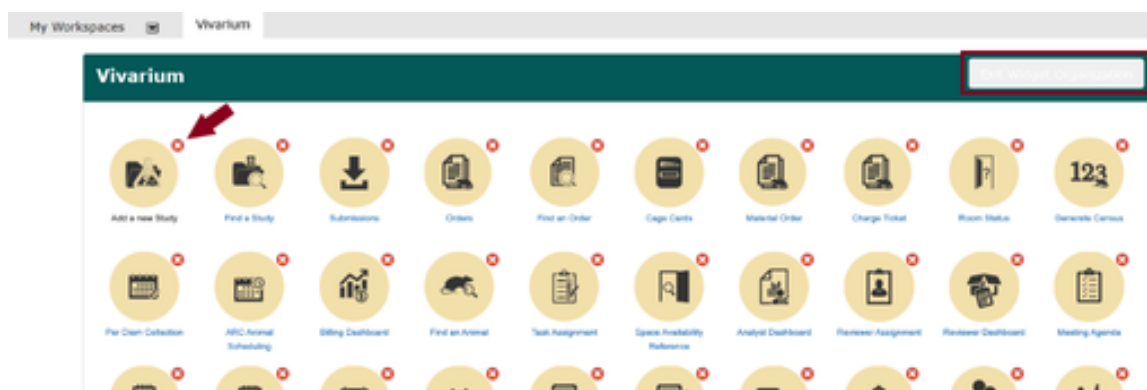 My Workspaces
Vivarium
Vivarium
Exit Widget Organization
Add a new Study
Find a Study
Submissions
Orders
Find an Order
Cage Cards
Material Order
Charge Ticket
Room Status
123
Generate Census
Per Diem Collection
ARC Animal
Scheduling
Billing Dashboard
Find an Animal
Task Assignment
Space Availability
Reference
Analyst Dashboard
Reviewer Assignment
Reviewer Dashboard
Meeting Agenda